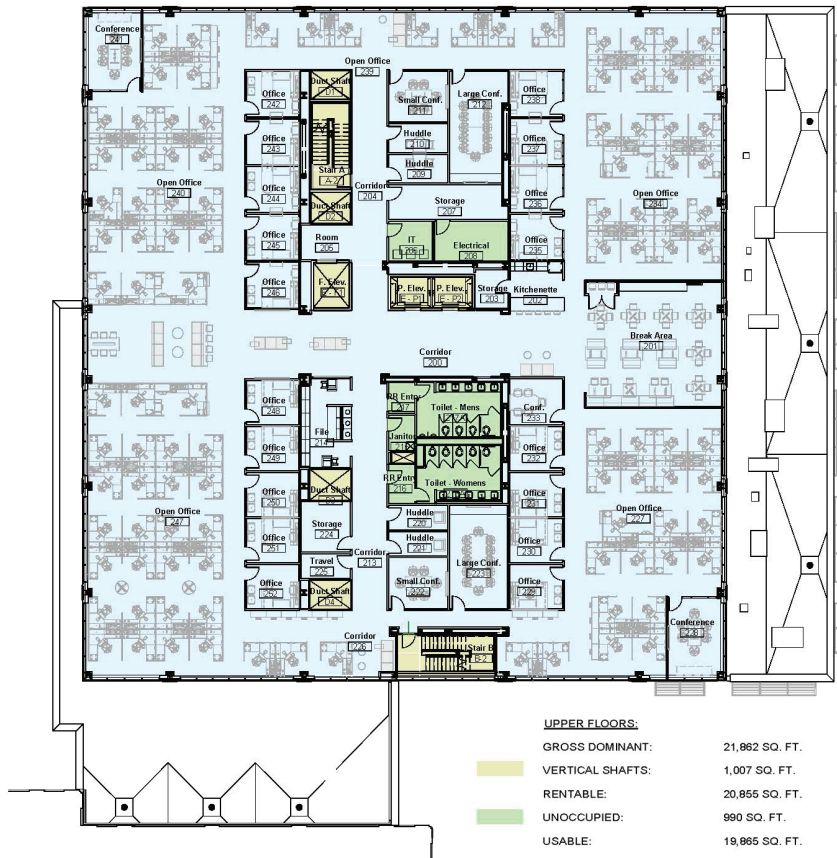 Conference
241
Open Office
239
Duct Shaft
D1
Office
242
Small Conf.
211
Large Conf.
212
Office
238
Huddle
210
Office
243
Office
237
Stair A
A-2
Huddle
209
Open Office
240
Office
244
Corridor
204
Office
236
Open Office
234
Duct Shaft
D2
Storage
207
Room
205
Office
245
IT
Electrical
208
Office
235
Office
246
F. Elev.
P. Elev.
E - P1
P. Elev.
E - P2
Storage
203
Kitchenette
202
Break Area
201
Corridor
200
Office
248
RR Entry
217
Toilet - Mens
Conf.
233
File
214
Janitor
Office
249
Office
232
Duct Shaft
RR Entry
216
Toilet - Womens
Office
250
Office
231
Open Office
247
Storage
224
Huddle
220
Open Office
227
Office
251
Huddle
221
Office
230
Travel
225
Corridor
213
Large Conf.
223
Office
252
Duct Shaft
D4
Small Conf.
222
Office
229
Conference
228
Corridor
226
Stair B
B-2
UPPER FLOORS:
GROSS DOMINANT: 21,862 SQ. FT.
VERTICAL SHAFTS: 1,007 SQ. FT.
RENTABLE: 20,855 SQ. FT.
UNOCCUPIED: 990 SQ. FT.
USABLE: 19,865 SQ. FT.